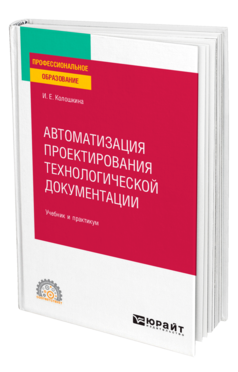 ПРОФЕССИОНАЛЬНОЕ
ОБРАЗОВАНИЕ
И. Е. Колошкина
АВТОМАТИЗАЦИЯ
ПРОЕКТИРОВАНИЯ
ТЕХНОЛОГИЧЕСКОЙ
ДОКУМЕНТАЦИИ
Учебник и практикум
юрайт